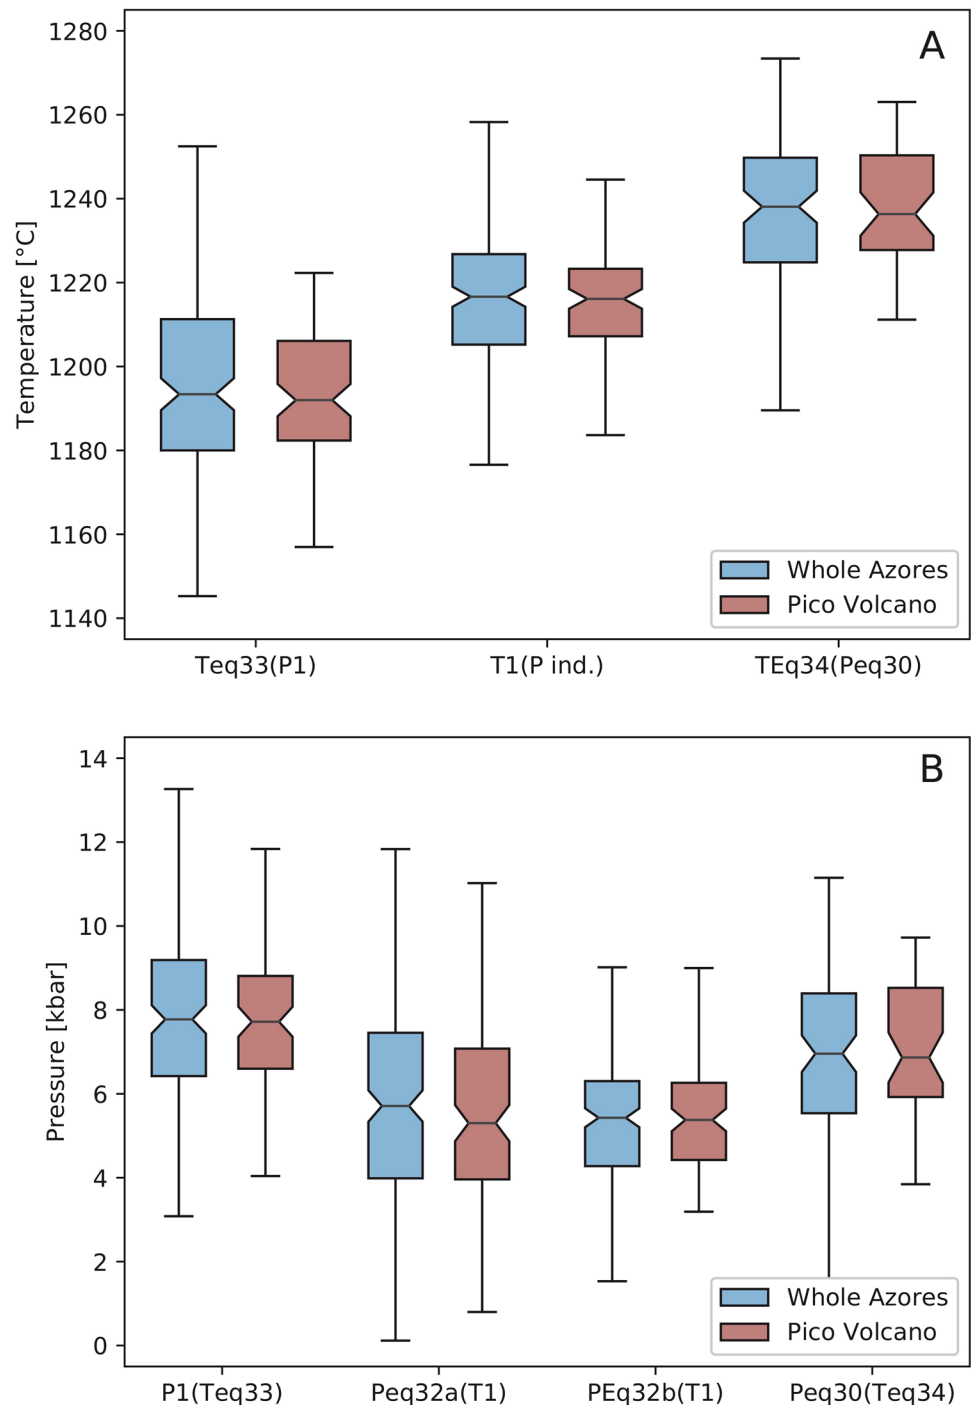 A
1280
1260
1240
1220
1200
1180
1160
1140
Temperature [°C]
Whole Azores
Pico Volcano
Teq33(P1) T1(P ind.) TEq34(Peq30)
B
14
12
10
8
6
4
2
0
Pressure [kbar]
Whole Azores
Pico Volcano
P1(Teq33) Peq32a(T1) PEq32b(T1) Peq30(Teq34)